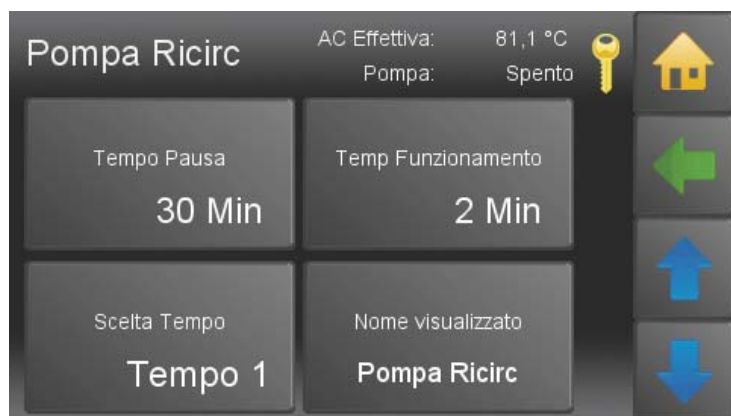 Pompa Ricirc
AC Effettiva: 81,1 °C
Pompa: Spento
Tempo Pausa
30 Min
Temp Funzionamento
2 Min
Scelta Tempo
Tempo 1
Nome visualizzato
Pompa Ricirc